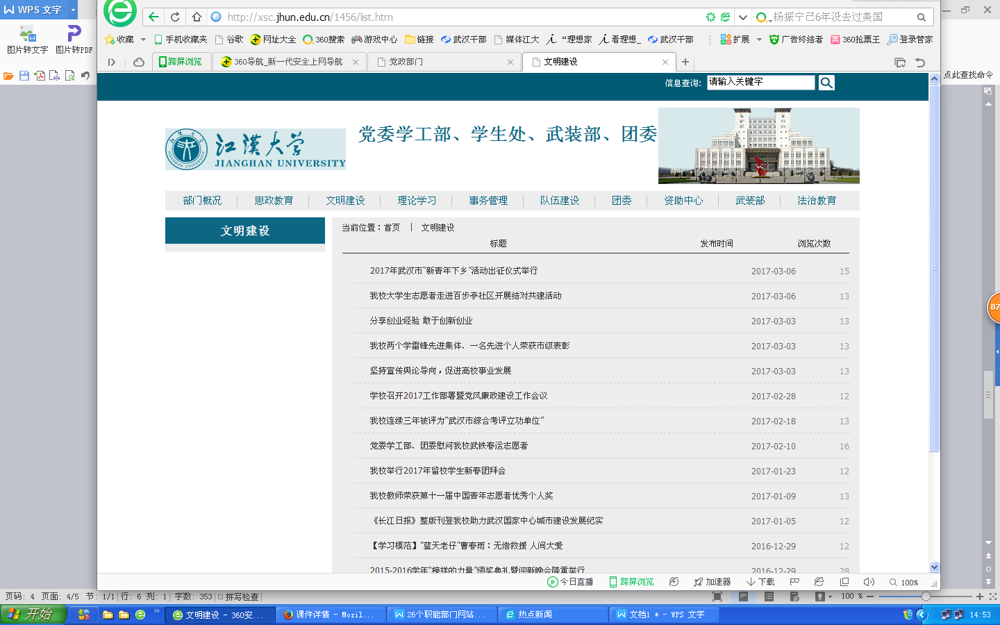 WPS 文字
http://xsc.jhun.edu.cn/1456/list.htm
杨振宁已6年没去过美国
图片转文字 图片转PDF
收藏 手机收藏夹 谷歌 网址大全 360搜索 游戏中心 链接 武汉干部 媒体江大 “理想家 看理想_ 武汉干部 扩展 广告终结者 360抢票王 登录管家
跨屏浏览 360导航_新一代安全上网导航 党政部门 文明建设
点此查找命令
信息查询: 请输入关键字
江汉大学
JIANGHAN UNIVERSITY
党委学工部、学生处、武装部、团委
部门概况 思政教育 文明建设 理论学习 事务管理 队伍建设 团委 资助中心 武装部 法治教育
文明建设
当前位置：首页 | 文明建设
标题 发布时间 浏览次数
2017年武汉市“新青年下乡”活动出征仪式举行 2017-03-06 15
我校大学生志愿者走进百步亭社区开展结对共建活动 2017-03-06 13
分享创业经验 敢于创新创业 2017-03-03 13
我校两个学雷锋先进集体、一名先进个人荣获市级表彰 2017-03-03 13
坚持宣传舆论导向，促进高校事业发展 2017-03-03 13
学校召开2017工作部署暨党风廉政建设工作会议 2017-02-28 12
我校连续三年被评为“武汉市综合考评立功单位” 2017-02-18 13
党委学工部、团委慰问我校武铁春运志愿者 2017-02-10 16
我校举行2017年留校学生新春团拜会 2017-01-23 12
我校教师荣获第十一届中国青年志愿者优秀个人奖 2017-01-09 13
《长江日报》整版刊登我校助力武汉国家中心城市建设发展纪实 2017-01-05 12
【学习模范】"蓝天老仔"曹春雨：无偿救援 人间大爱 2016-12-29 12
2015-2016学年“榜样的力量”颁奖典礼暨迎新晚会隆重举行 2016-12-29 28
87
今日直播 跨屏浏览 加速器 下载 100%
页码: 4 页面: 4/5 节: 1/1 行: 6 列: 1 字数: 353 拼写检查 100 %
开始 文明建设 - 360安... 课件详情 - Mozil... 26个职能部门网站... 热点新闻 文档1 * - WPS 文字 14:53